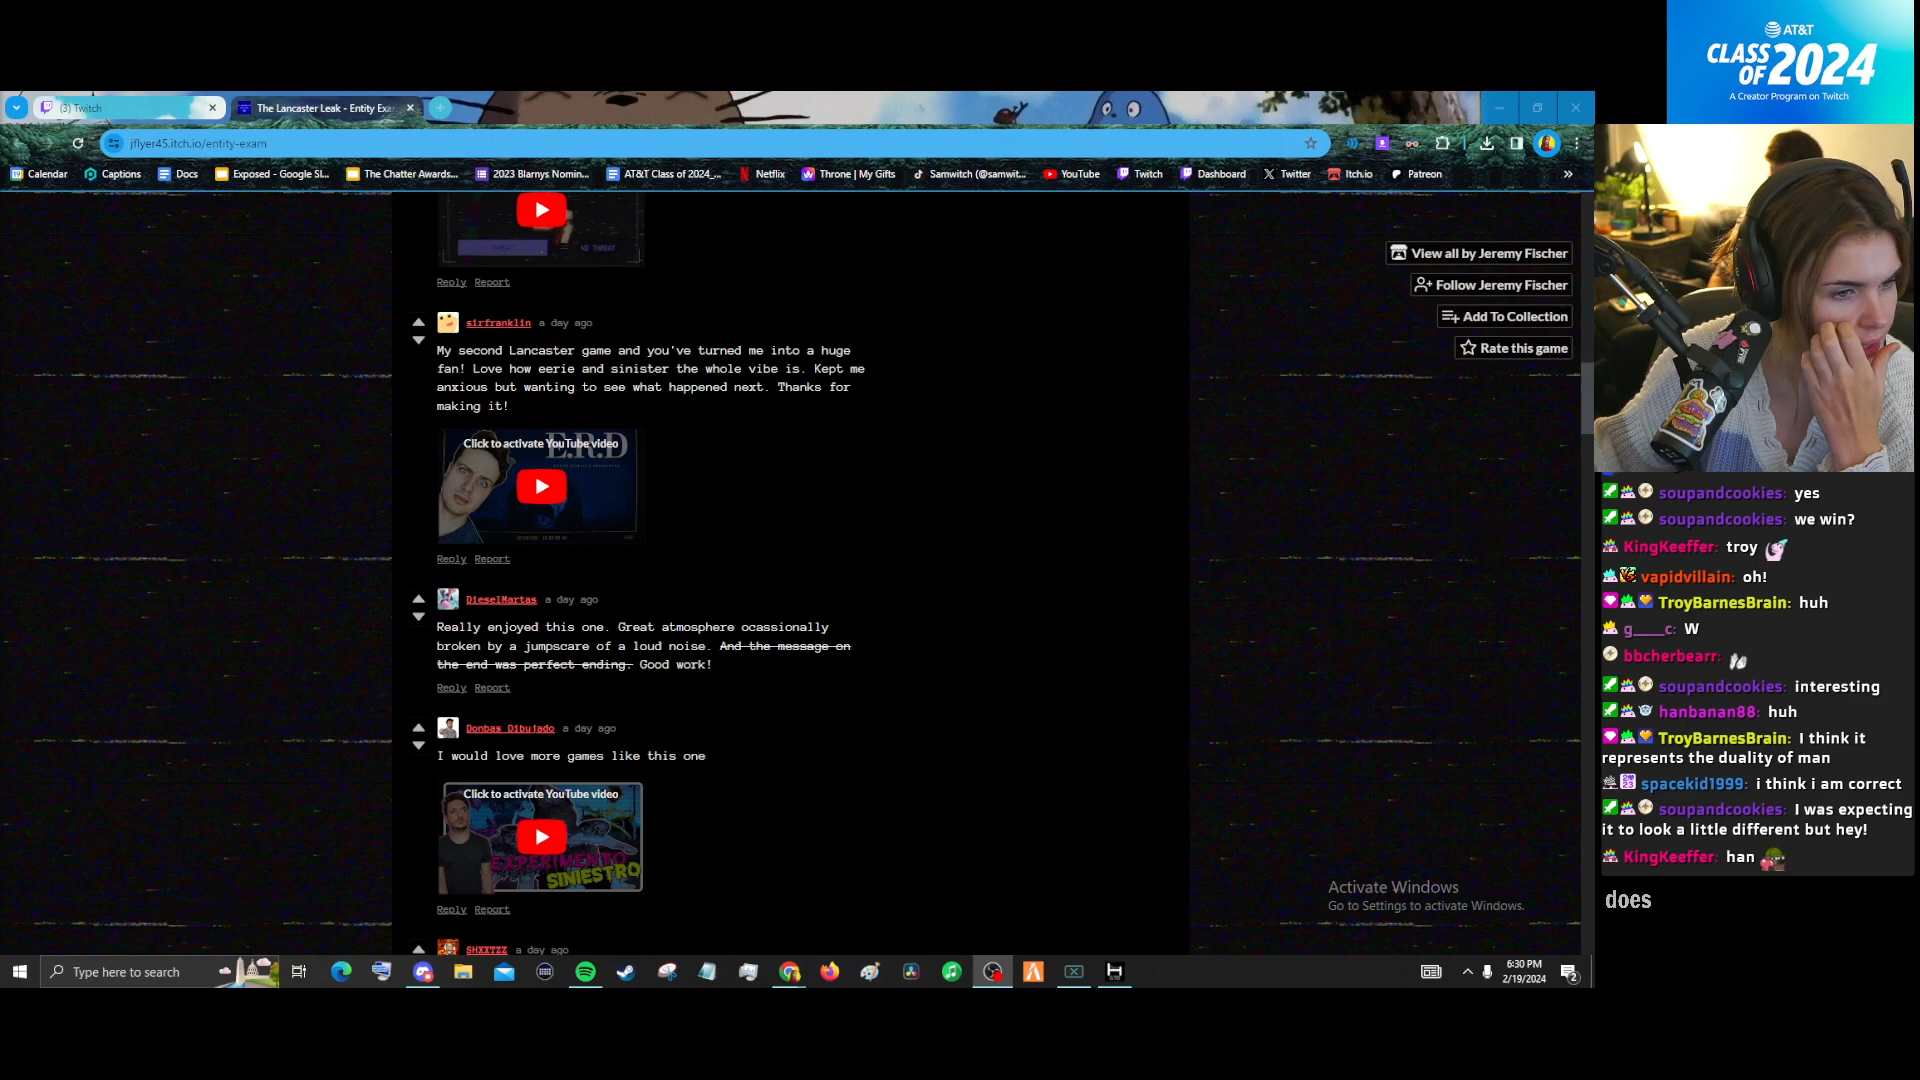 AT&T
CLASS
OF 2024
A Creator Program on Twitch
(3) Twitch
The Lancaster Leak - Entity Exa
jflyer45.itch.io/entity-exam
Calendar
Captions
Docs
Exposed - Google Sl...
The Chatter Awards...
2023 Blarnys Nomin...
AT&T Class of 2024_...
Netflix
Throne | My Gifts
Samwitch (@samwit...
YouTube
Twitch
Dashboard
Twitter
Itch.io
Patreon
»
THREAT
NO THREAT
Reply Report
View all by Jeremy Fischer
Follow Jeremy Fischer
Add To Collection
Rate this game
sirfranklin a day ago
My second Lancaster game and you've turned me into a huge
fan! Love how eerie and sinister the whole vibe is. Kept me
anxious but wanting to see what happened next. Thanks for
making it!
Click to activate YouTube video
E.R.D
Reply Report
DieselMartas a day ago
Really enjoyed this one. Great atmosphere ocassionally
broken by a jumpscare of a loud noise. And the message on
the end was perfect ending. Good work!
Reply Report
Donbas Dibujado a day ago
I would love more games like this one
Click to activate YouTube video
EXPERIMENTO
SINIESTRO
Reply Report
SHXXTZZ a day ago
Activate Windows
Go to Settings to activate Windows.
soupandcookies: yes
soupandcookies: we win?
KingKeeffer: troy
vapidvillain: oh!
TroyBarnesBrain: huh
g____c: W
bbcherbearr:
soupandcookies: interesting
hanbanan88: huh
TroyBarnesBrain: I think it
represents the duality of man
spacekid1999: i think i am correct
soupandcookies: I was expecting
it to look a little different but hey!
KingKeeffer: han
does
Type here to search
6:30 PM
2/19/2024
2